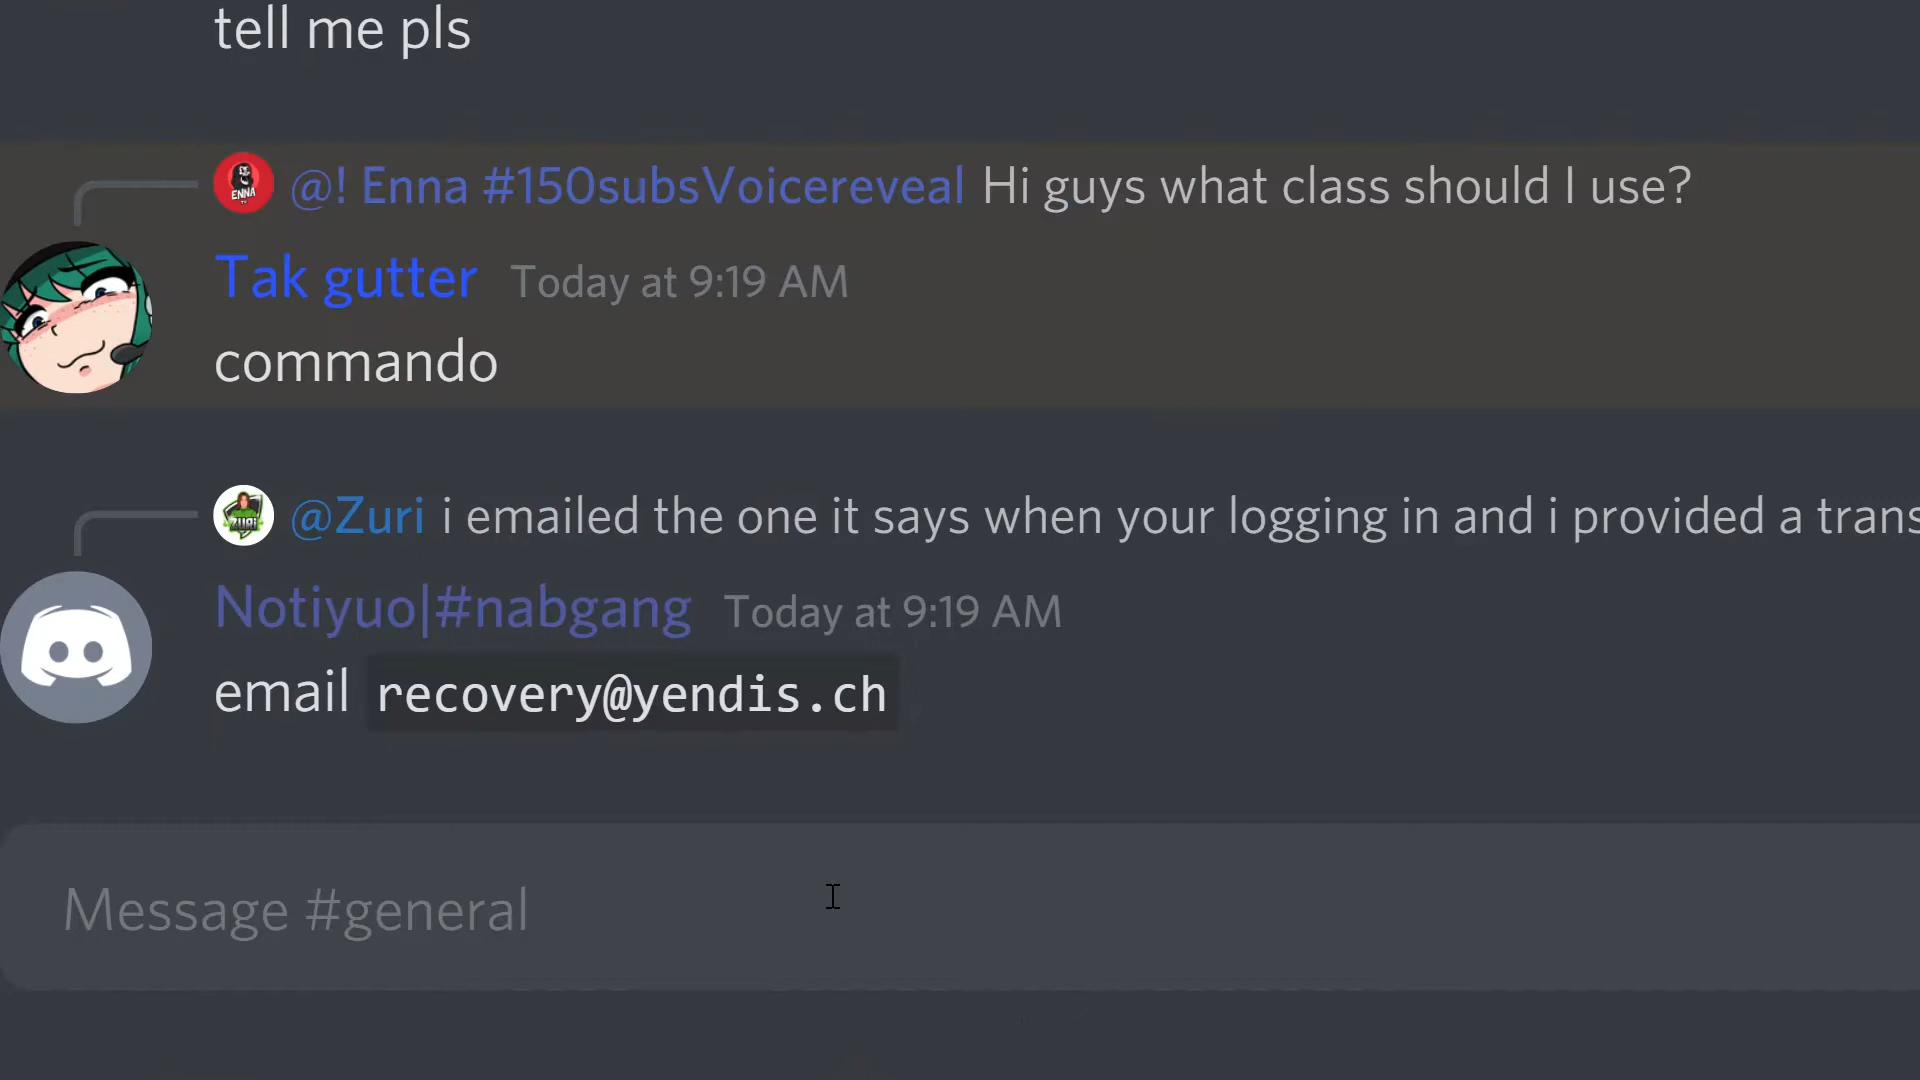 tell me pls
@! Enna #150subsVoicereveal Hi guys what class should I use?
Tak gutter Today at 9:19 AM
commando
@Zuri i emailed the one it says when your logging in and i provided a trans
Notiyuo|#nabgang Today at 9:19 AM
email recovery@yendis.ch
Message #general